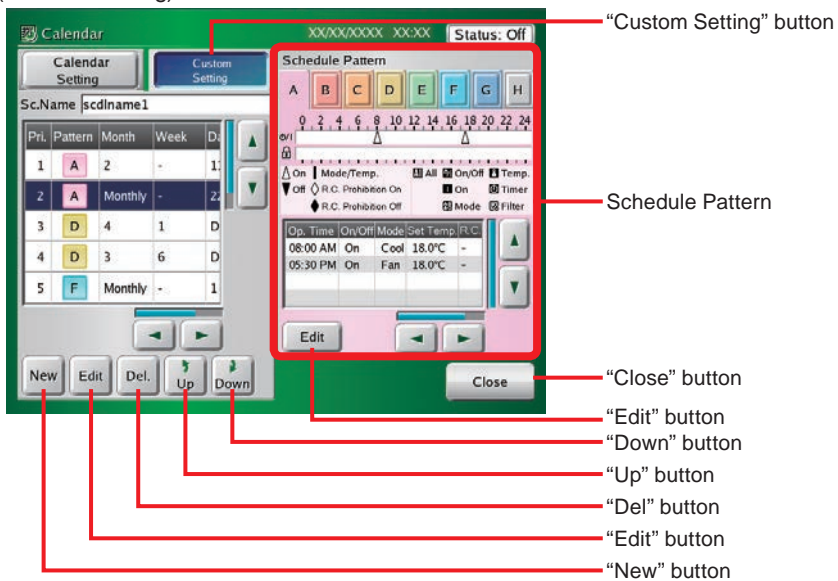 Calendar
XX/XX/XXXX XX:XX
Status: Off
“Custom Setting” button
Calendar
Setting
Custom
Setting
Sc.Name scdlname1
Pri. Pattern Month Week
1 A 2 -
2 A Monthly -
3 D 4 1 D
4 D 3 6 D
5 F Monthly - 1
New
Edit
Del.
Up
Down
Schedule Pattern
A B C D E F G H
0 2 4 6 8 10 12 14 16 18 20 22 24
On Mode/Temp. All On/Off Temp.
Off R.C. Prohibition On On Timer
R.C. Prohibition Off Mode Filter
Op. Time On/Off Mode Set Temp. R.C.
08:00 AM On Cool 18.0°C -
05:30 PM On Fan 18.0°C -
Edit
Close
Schedule Pattern
“Close” button
“Edit” button
“Down” button
“Up” button
“Del” button
“Edit” button
“New” button